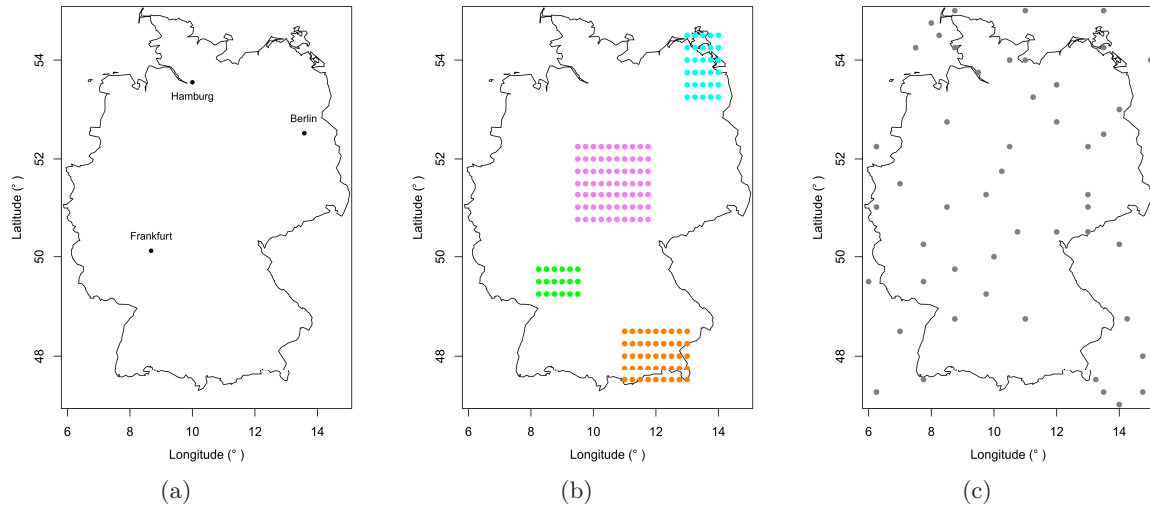 54
52
50
48
Latitude (° )
Hamburg
Berlin
Frankfurt
6 8 10 12 14
Longitude (° )
(a)
54
52
50
48
Latitude (° )
6 8 10 12 14
Longitude (° )
(b)
54
52
50
48
Latitude (° )
6 8 10 12 14
Longitude (° )
(c)